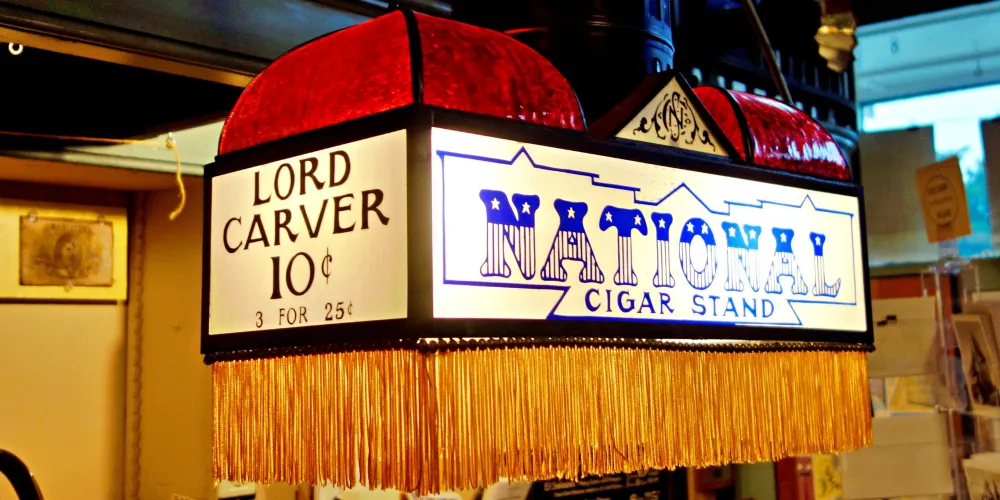 LORD
CARVER
10¢
3 FOR 25¢
NATIONAL
CIGAR STAND